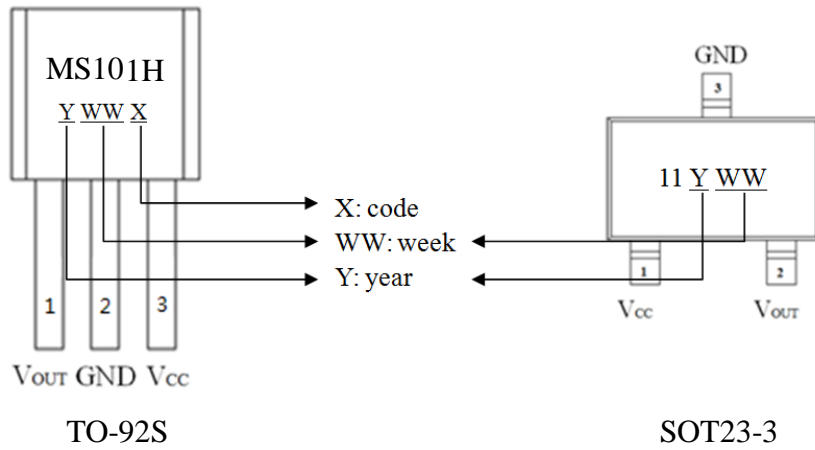 MS101H
Y WW X
1 2 3
VOUT GND VCC
TO-92S
X: code
WW: week
Y: year
GND
3
11 Y WW
1 2
VCC VOUT
SOT23-3